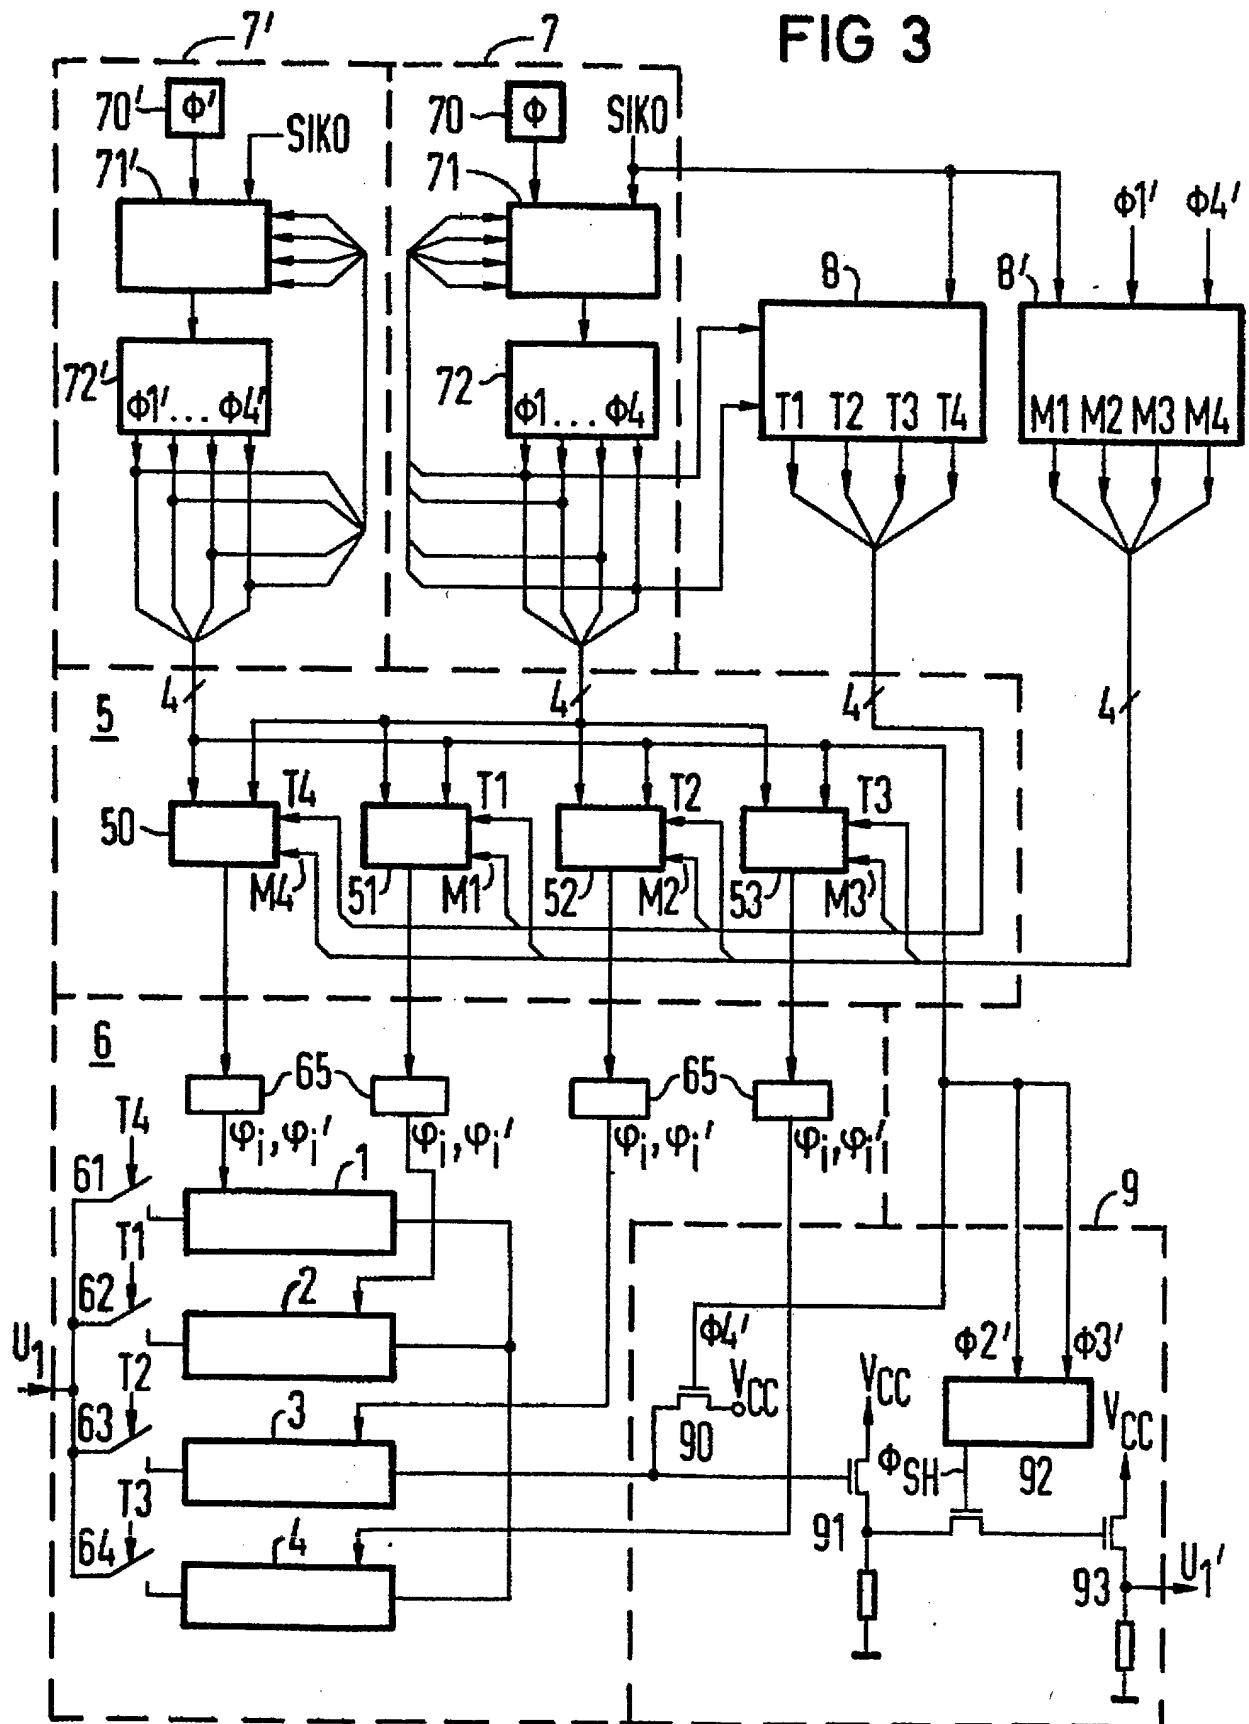 FIG 3
7'
7
70'
Φ'
SIKO
70
Φ
SIKO
71'
71
Φ1'
Φ4'
8
8'
72'
Φ1'... Φ4'
72
Φ1... Φ4
T1 T2 T3 T4
M1 M2 M3 M4
5
4
4
4
4
50
T4
T1
T2
T3
M4
51
M1
52
M2
53
M3
6
65
65
φi, φi'
φi, φi'
φi, φi'
φi, φi'
T4
61
1
9
T1
62
2
U1
Φ4'
Φ2'
Φ3'
T2
VCC
VCC
VCC
63
3
90
ΦSH
92
T3
64
4
91
93
U1'